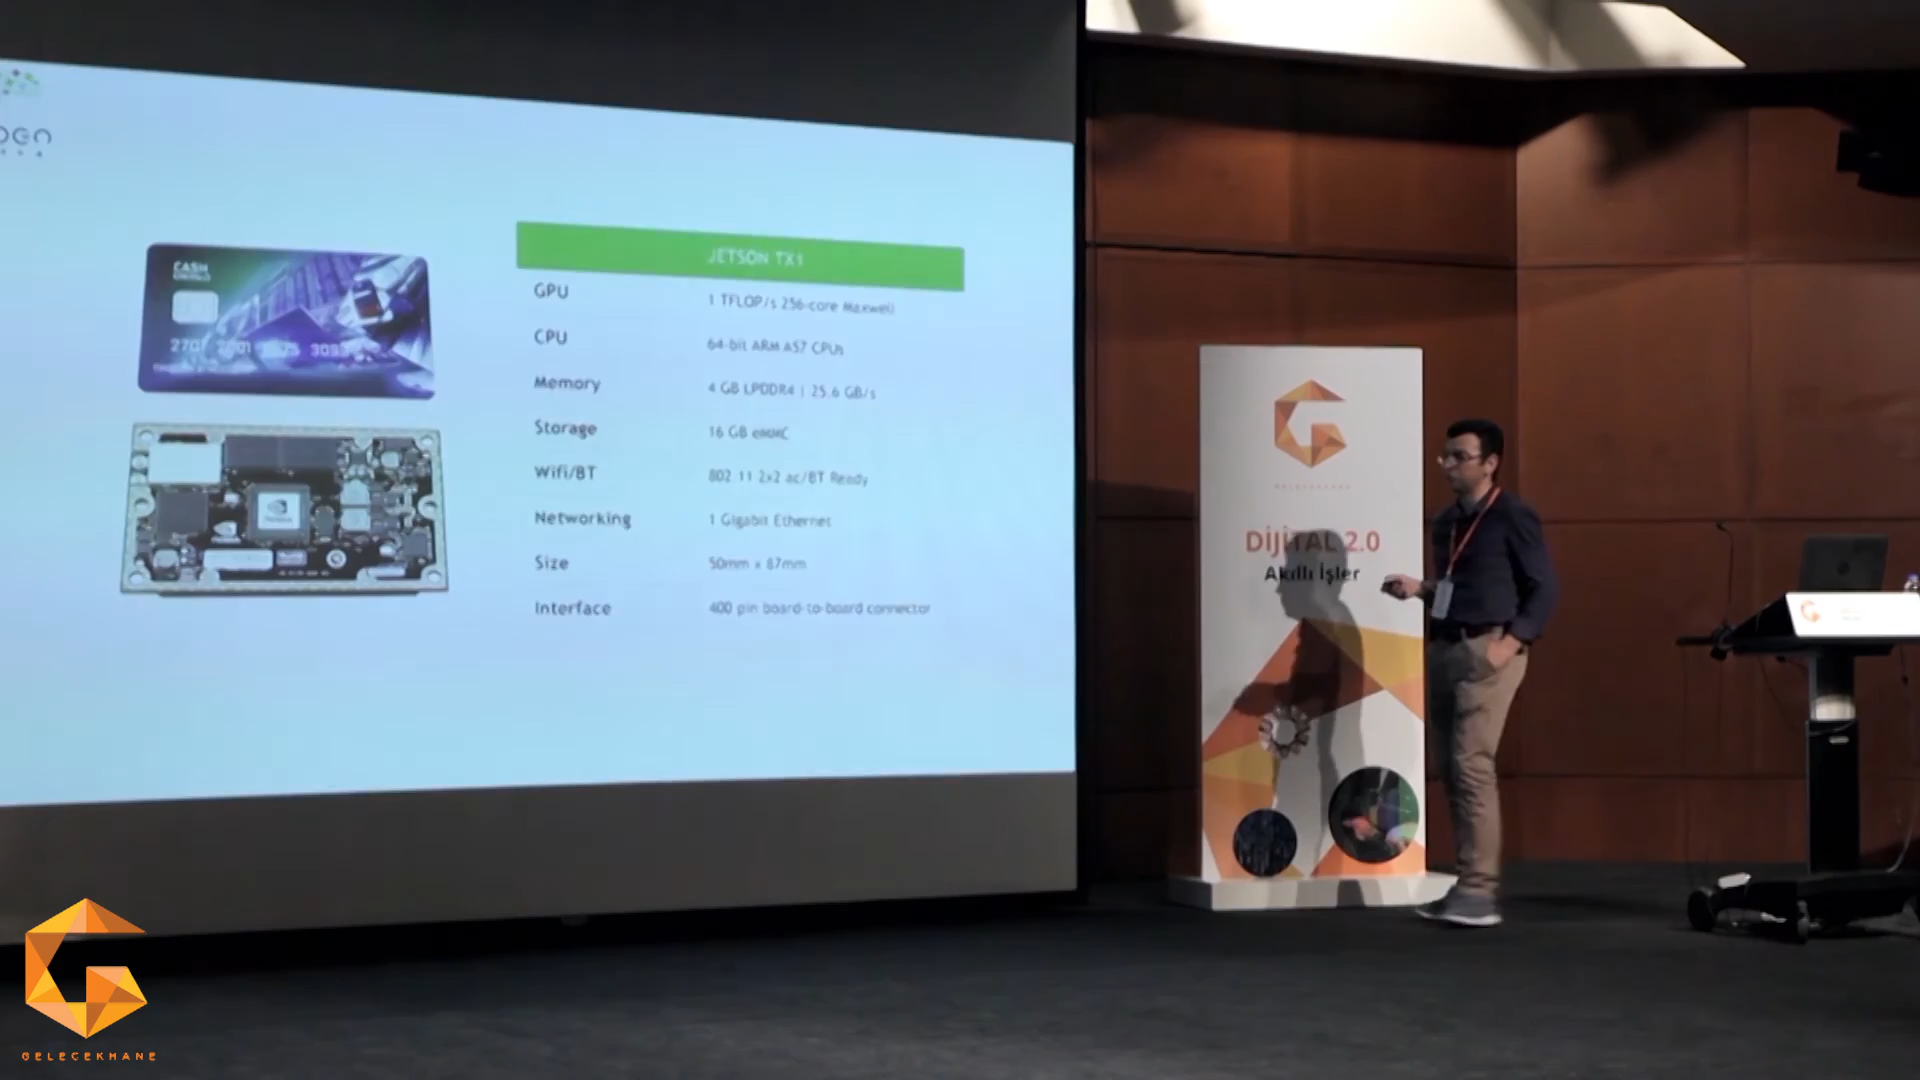 JETSON TX1
GPU 1 TFLOP/s 256-core Maxwell
CPU 64-bit ARM A57 CPUs
Memory 4 GB LPDDR4 | 25.6 GB/s
Storage 16 GB eMMC
Wifi/BT 802.11 2x2 ac/BT Ready
Networking 1 Gigabit Ethernet
Size 50mm x 87mm
Interface 400 pin board-to-board connector
CASH
GELECEKHANE
DİJİTAL 2.0
Akıllı İşler
GELECEKHANE